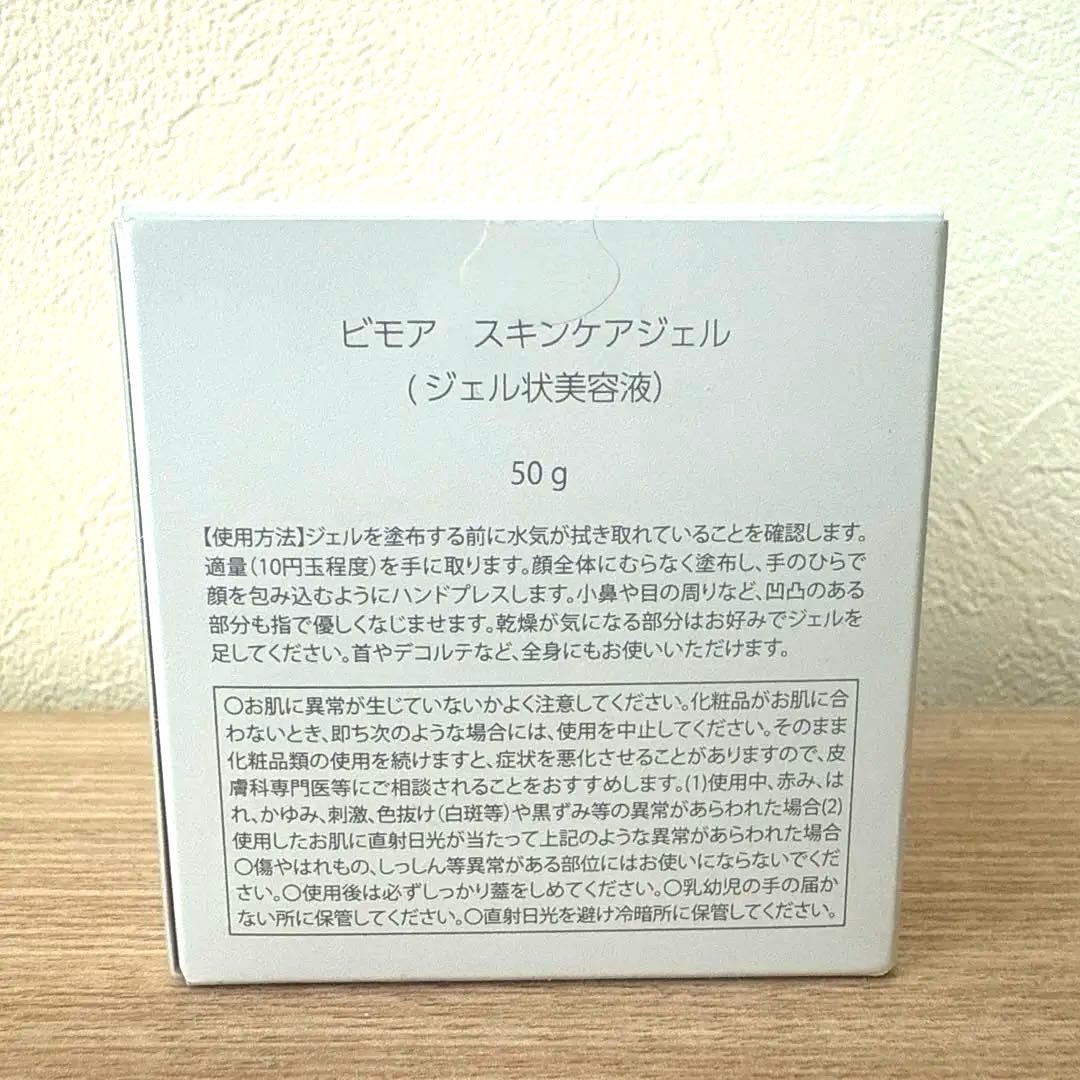 ビモア　スキンケアジェル
(ジェル状美容液)
50 g
【使用方法】ジェルを塗布する前に水気が拭き取れていることを確認します。
適量(10円玉程度)を手に取ります。顔全体にむらなく塗布し、手のひらで
顔を包み込むようにハンドプレスします。小鼻や目の周りなど、凹凸のある
部分も指で優しくなじませます。乾燥が気になる部分はお好みでジェルを
足してください。首やデコルテなど、全身にもお使いいただけます。
○お肌に異常が生じていないかよく注意してください。化粧品がお肌に合
わないとき、即ち次のような場合には、使用を中止してください。そのまま
化粧品類の使用を続けますと、症状を悪化させることがありますので、皮
膚科専門医等にご相談されることをおすすめします。(1)使用中、赤み、は
れ、かゆみ、刺激、色抜け(白斑等)や黒ずみ等の異常があらわれた場合(2)
使用したお肌に直射日光が当たって上記のような異常があらわれた場合
○傷やはれもの、しっしん等異常がある部位にはお使いにならないでくだ
さい。○使用後は必ずしっかり蓋をしめてください。○乳幼児の手の届か
ない所に保管してください。○直射日光を避け冷暗所に保管してください。